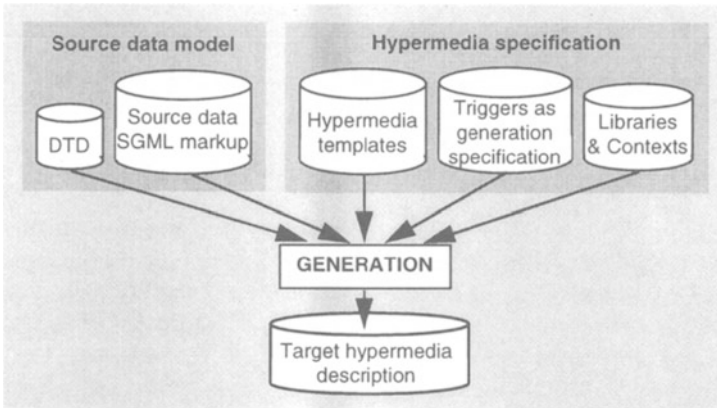 Source data model
Hypermedia specification
DTD
Source data
SGML markup
Hypermedia
templates
Triggers as
generation
specification
Libraries
& Contexts
GENERATION
Target hypermedia
description